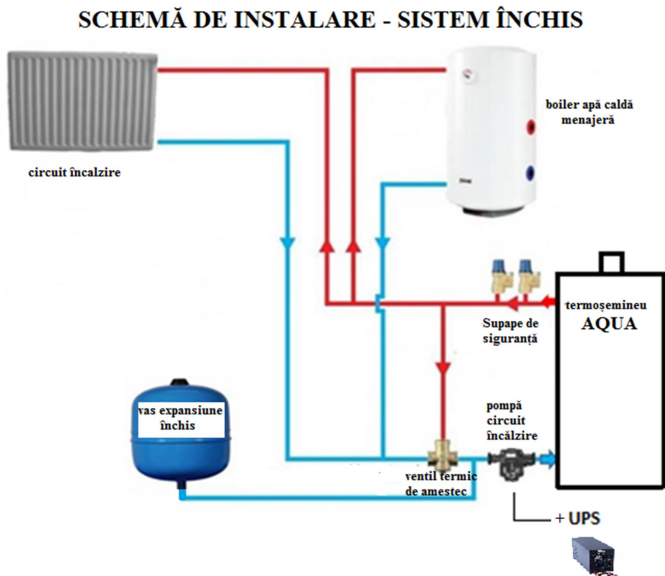 SCHEMĂ DE INSTALARE - SISTEM ÎNCHIS
boiler apă caldă
menajeră
circuit încalzire
termoșemineu
AQUA
Supape de
siguranță
vas expansiune
închis
pompă
circuit
încălzire
ventil termic
de amestec
+ UPS